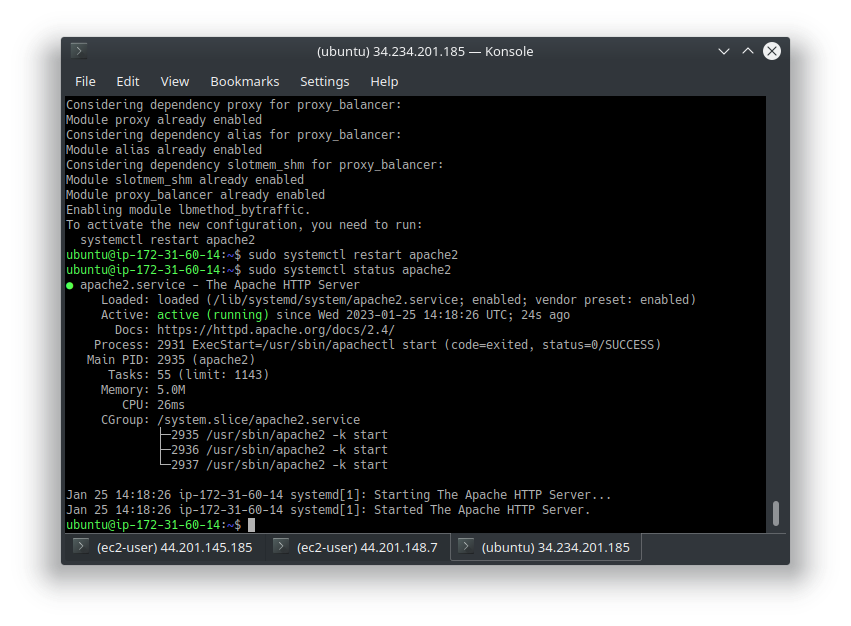 (ubuntu) 34.234.201.185 — Konsole
File Edit View Bookmarks Settings Help
Considering dependency proxy for proxy_balancer:
Module proxy already enabled
Considering dependency alias for proxy_balancer:
Module alias already enabled
Considering dependency slotmem_shm for proxy_balancer:
Module slotmem_shm already enabled
Module proxy_balancer already enabled
Enabling module lbmethod_bytraffic.
To activate the new configuration, you need to run:
  systemctl restart apache2
ubuntu@ip-172-31-60-14:~$ sudo systemctl restart apache2
ubuntu@ip-172-31-60-14:~$ sudo systemctl status apache2
● apache2.service - The Apache HTTP Server
     Loaded: loaded (/lib/systemd/system/apache2.service; enabled; vendor preset: enabled)
     Active: active (running) since Wed 2023-01-25 14:18:26 UTC; 24s ago
       Docs: https://httpd.apache.org/docs/2.4/
    Process: 2931 ExecStart=/usr/sbin/apachectl start (code=exited, status=0/SUCCESS)
   Main PID: 2935 (apache2)
      Tasks: 55 (limit: 1143)
     Memory: 5.0M
        CPU: 26ms
     CGroup: /system.slice/apache2.service
             ├─2935 /usr/sbin/apache2 -k start
             ├─2936 /usr/sbin/apache2 -k start
             └─2937 /usr/sbin/apache2 -k start
Jan 25 14:18:26 ip-172-31-60-14 systemd[1]: Starting The Apache HTTP Server...
Jan 25 14:18:26 ip-172-31-60-14 systemd[1]: Started The Apache HTTP Server.
ubuntu@ip-172-31-60-14:~$
(ec2-user) 44.201.145.185 (ec2-user) 44.201.148.7 (ubuntu) 34.234.201.185